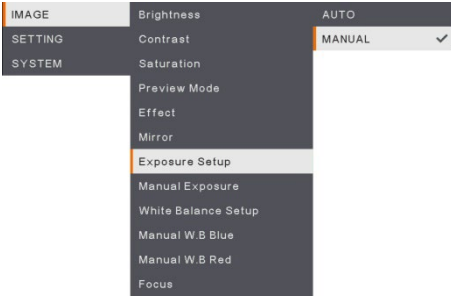 IMAGE
SETTING
SYSTEM
Brightness
Contrast
Saturation
Preview Mode
Effect
Mirror
Exposure Setup
Manual Exposure
White Balance Setup
Manual W.B Blue
Manual W.B Red
Focus
AUTO
MANUAL